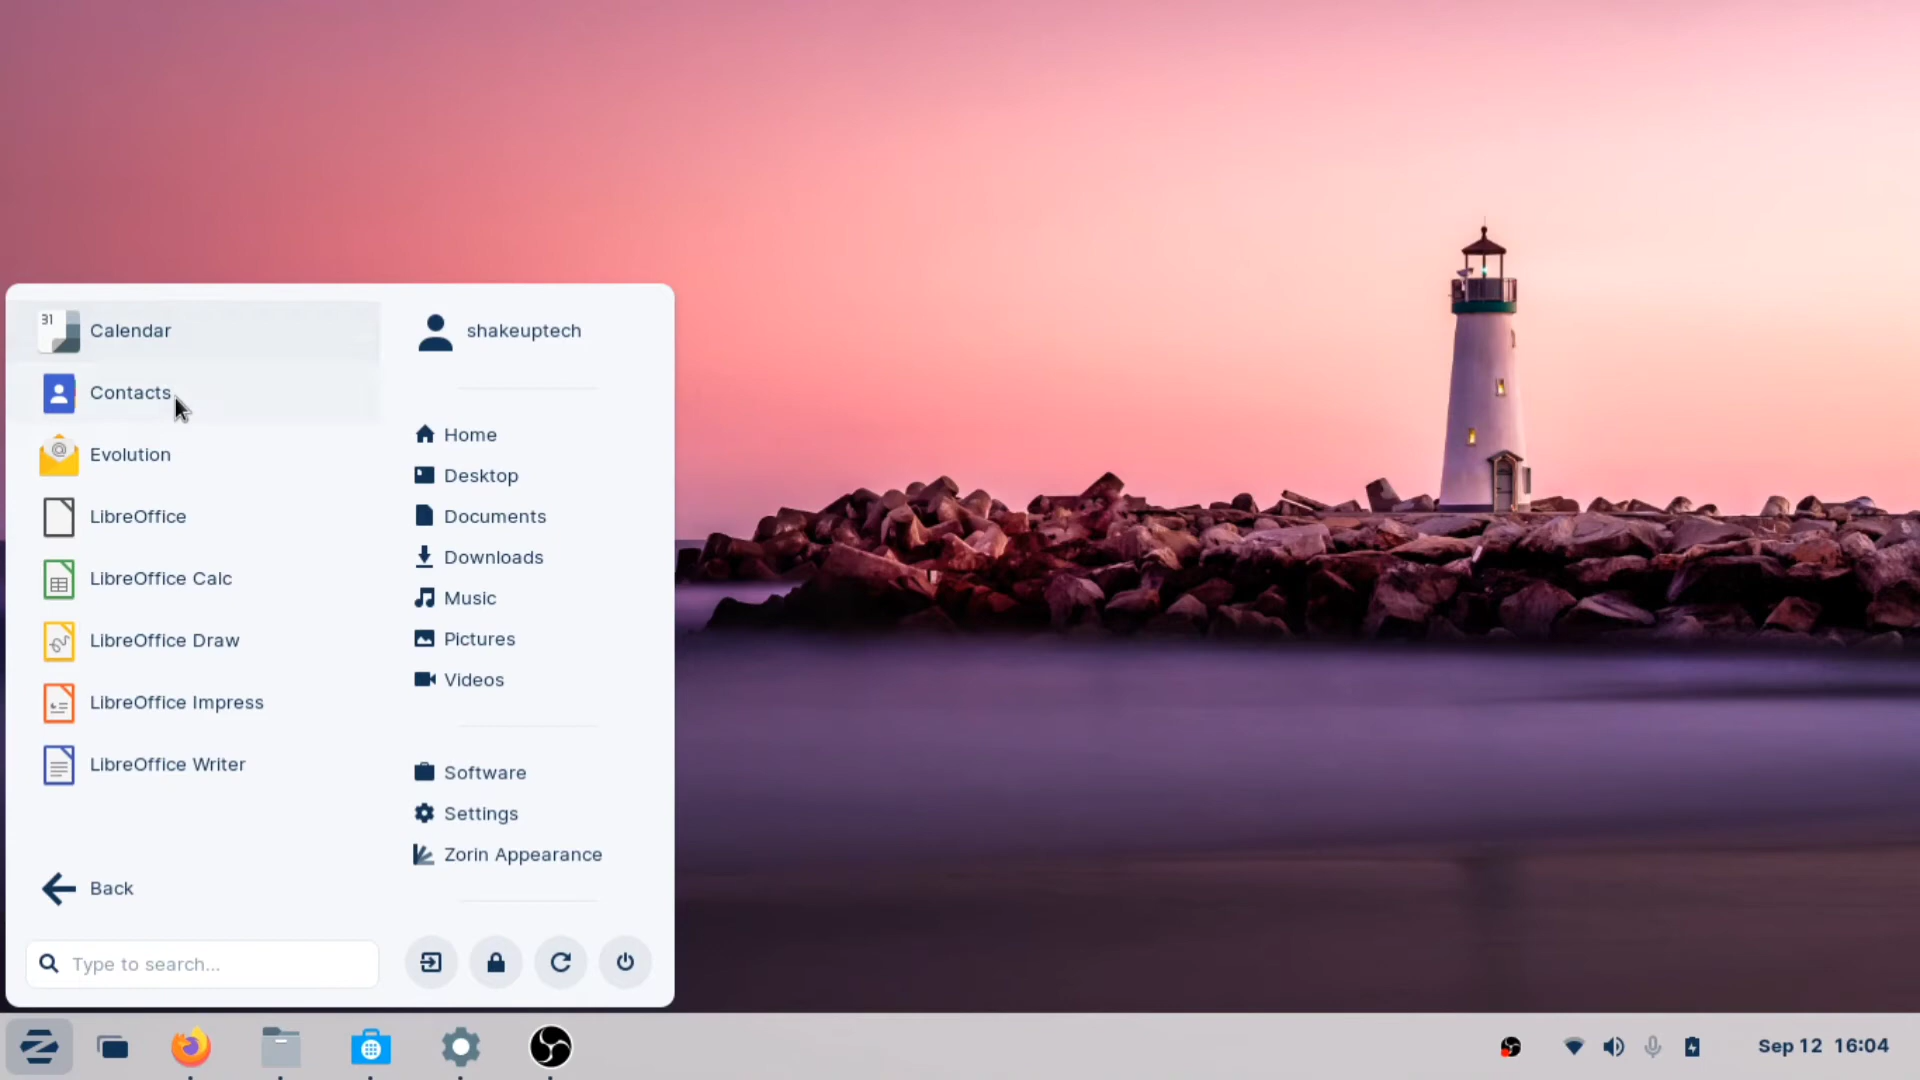 31
Calendar
Contacts
Evolution
LibreOffice
LibreOffice Calc
LibreOffice Draw
LibreOffice Impress
LibreOffice Writer
Back
Type to search...
shakeuptech
Home
Desktop
Documents
Downloads
Music
Pictures
Videos
Software
Settings
Zorin Appearance
Sep 12 16:04